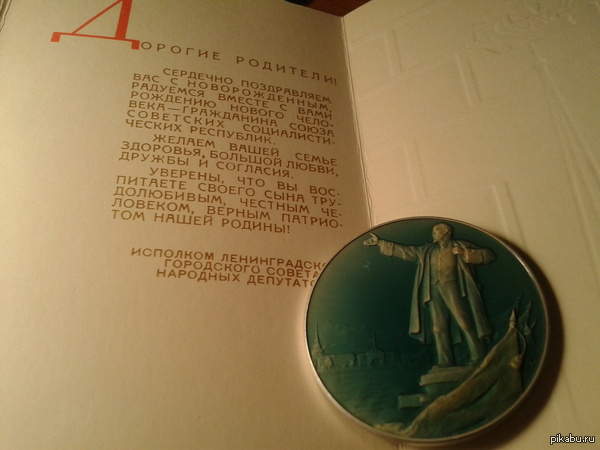 ДОРОГИЕ РОДИТЕЛИ!
СЕРДЕЧНО ПОЗДРАВЛЯЕМ
ВАС С НОВОРОЖДЕННЫМ,
РАДУЕМСЯ ВМЕСТЕ С ВАМИ
РОЖДЕНИЮ НОВОГО ЧЕЛО-
ВЕКА—ГРАЖДАНИНА СОЮЗА
СОВЕТСКИХ СОЦИАЛИСТИ-
ЧЕСКИХ РЕСПУБЛИК.
ЖЕЛАЕМ ВАШЕЙ СЕМЬЕ
ЗДОРОВЬЯ, БОЛЬШОЙ ЛЮБВИ,
ДРУЖБЫ И СОГЛАСИЯ.
УВЕРЕНЫ, ЧТО ВЫ ВОС-
ПИТАЕТЕ СВОЕГО СЫНА ТРУ-
ДОЛЮБИВЫМ, ЧЕСТНЫМ ЧЕ-
ЛОВЕКОМ, ВЕРНЫМ ПАТРИО-
ТОМ НАШЕЙ РОДИНЫ!
ИСПОЛКОМ ЛЕНИНГРАДСКО
ГОРОДСКОГО СОВЕТА
НАРОДНЫХ ДЕПУТАТО
pikabu.ru